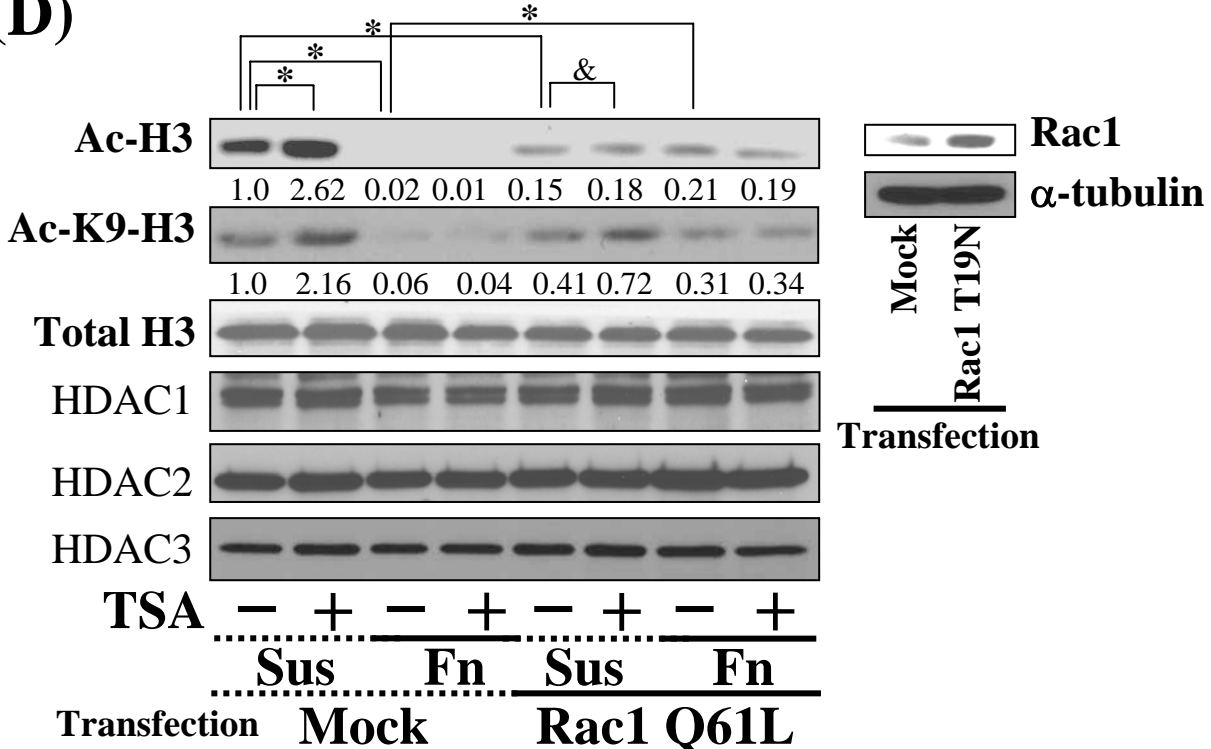 (D)
*
*
*
*
&
Ac-H3
1.0 2.62 0.02 0.01 0.15 0.18 0.21 0.19
Ac-K9-H3
1.0 2.16 0.06 0.04 0.41 0.72 0.31 0.34
Total H3
HDAC1
HDAC2
HDAC3
TSA − + − + − + − +
Sus Fn Sus Fn
Transfection Mock Rac1 Q61L
Rac1
α-tubulin
Mock
Rac1 T19N
Transfection